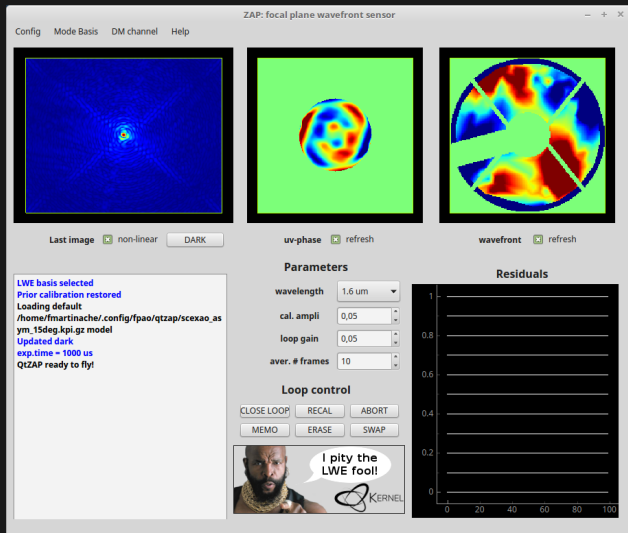 ZAP: focal plane wavefront sensor
Config Mode Basis DM channel Help
Last image non-linear DARK
uv-phase refresh
wavefront refresh
LWE basis selected
Prior calibration restored
Loading default
/home/fmartinache/.config/fpao/qtzap/scexao_as
ym_15deg.kpi.gz model
Updated dark
exp.time = 1000 us
QtZAP ready to fly!
Parameters
wavelength 1.6 um
cal. ampli 0,05
loop gain 0,05
aver. # frames 10
Loop control
CLOSE LOOP RECAL ABORT
MEMO ERASE SWAP
I pity the
LWE fool!
KERNEL
Residuals
1
0.8
0.6
0.4
0.2
0
0 20 40 60 80 100